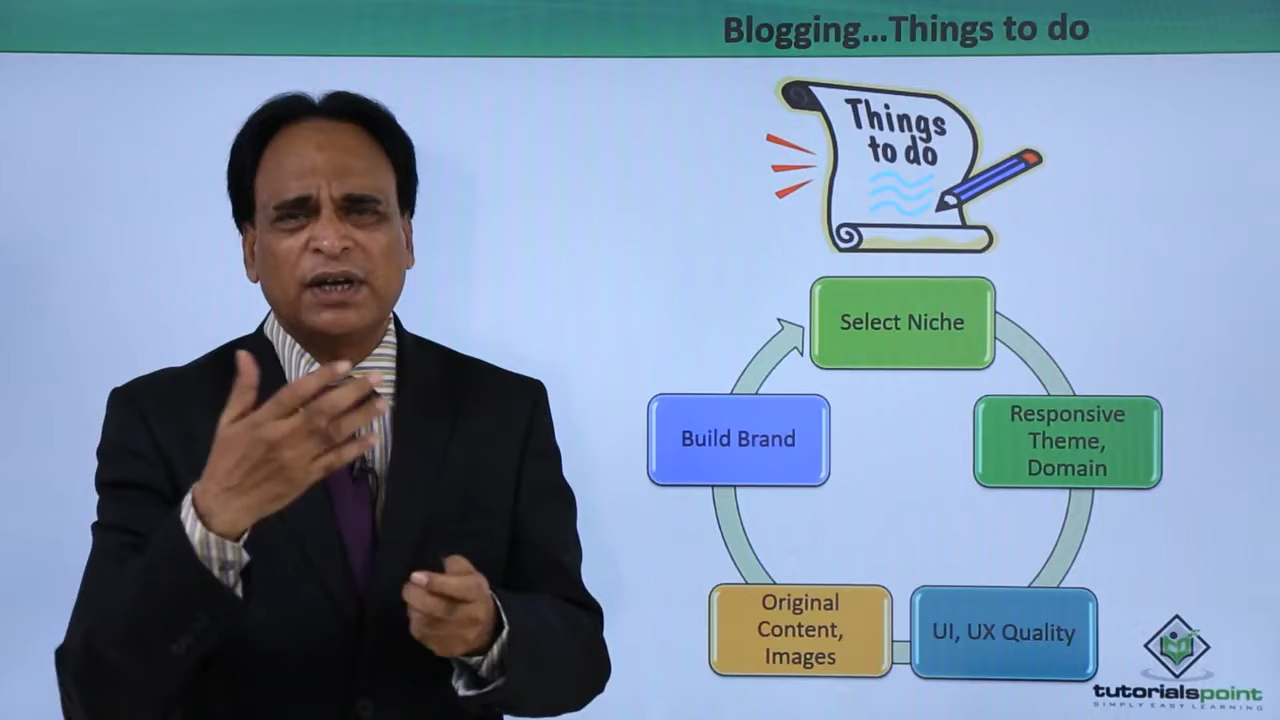 Blogging...Things to do
Things
to do
Select Niche
Responsive
Theme,
Domain
UI, UX Quality
Original
Content,
Images
Build Brand
tutorialspoint
SIMPLY EASY LEARNING